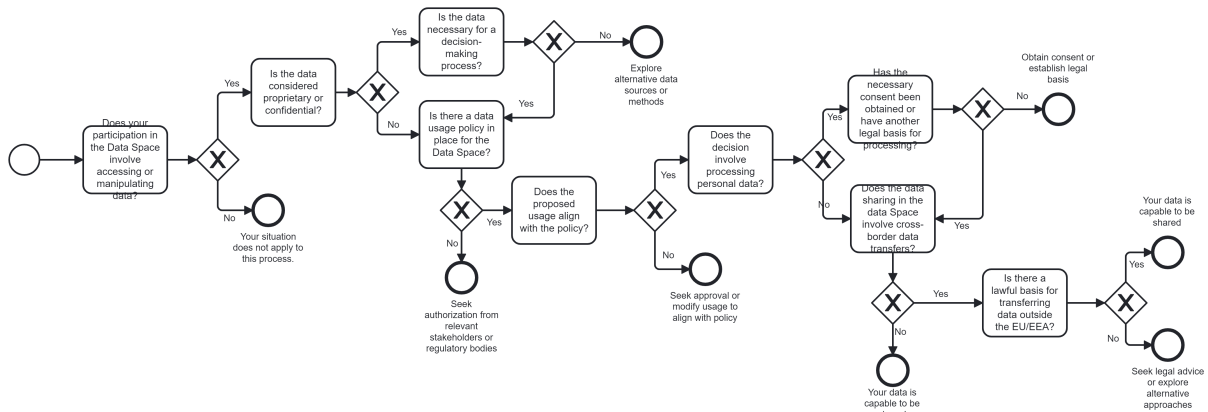 Does your
participation in
the Data Space
involve
accessing or
manipulating
data?
Yes
No
Your situation
does not apply to
this process.
Is the data
considered
proprietary or
confidential?
Yes
No
Is the data
necessary for a
decision-
making
process?
No
Explore
alternative data
sources or
methods
Yes
Is there a data
usage policy in
place for the
Data Space?
Yes
No
Seek
authorization from
relevant
stakeholders or
regulatory bodies
Does the
proposed
usage align
with the policy?
Yes
No
Seek approval or
modify usage to
align with policy
Does the
decision
involve
processing
personal data?
Yes
No
Has the
necessary
consent been
obtained or
have another
legal basis for
processing?
No
Obtain consent or
establish legal
basis
Yes
Does the data
sharing in the
data Space
involve cross-
border data
transfers?
Yes
No
Your data is
capable to be
Is there a
lawful basis for
transferring
data outside
the EU/EEA?
Yes
Your data is
capable to be
shared
No
Seek legal advice
or explore
alternative
approaches